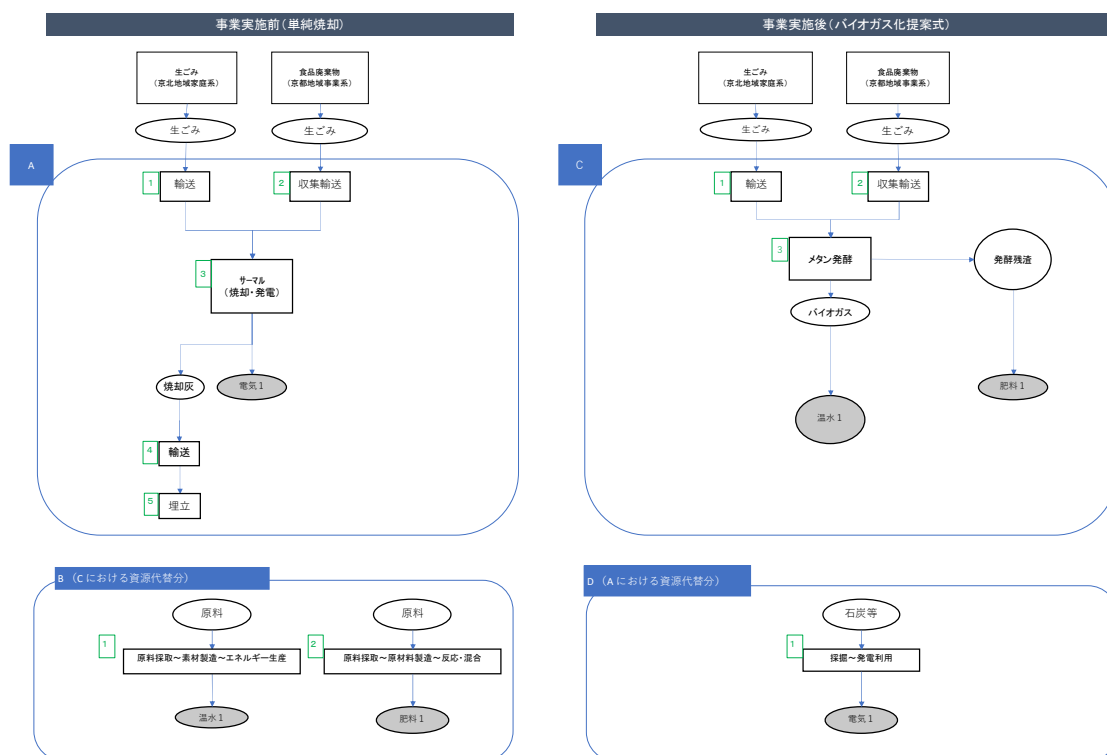 事業実施前（単純焼却）
生ごみ
（京北地域家庭系）
食品廃棄物
（京都地域事業系）
生ごみ
生ごみ
A
1
輸送
2
収集輸送
3
サーマル
（焼却・発電）
焼却灰
電気1
4
輸送
5
埋立
B （Cにおける資源代替分）
原料
原料
1
原料採取～素材製造～エネルギー生産
2
原料採取～原材料製造～反応・混合
温水1
肥料1
事業実施後（バイオガス化提案式）
生ごみ
（京北地域家庭系）
食品廃棄物
（京都地域事業系）
生ごみ
生ごみ
C
1
輸送
2
収集輸送
3
メタン発酵
発酵残渣
バイオガス
温水1
肥料1
D （Aにおける資源代替分）
石炭等
1
採掘～発電利用
電気1